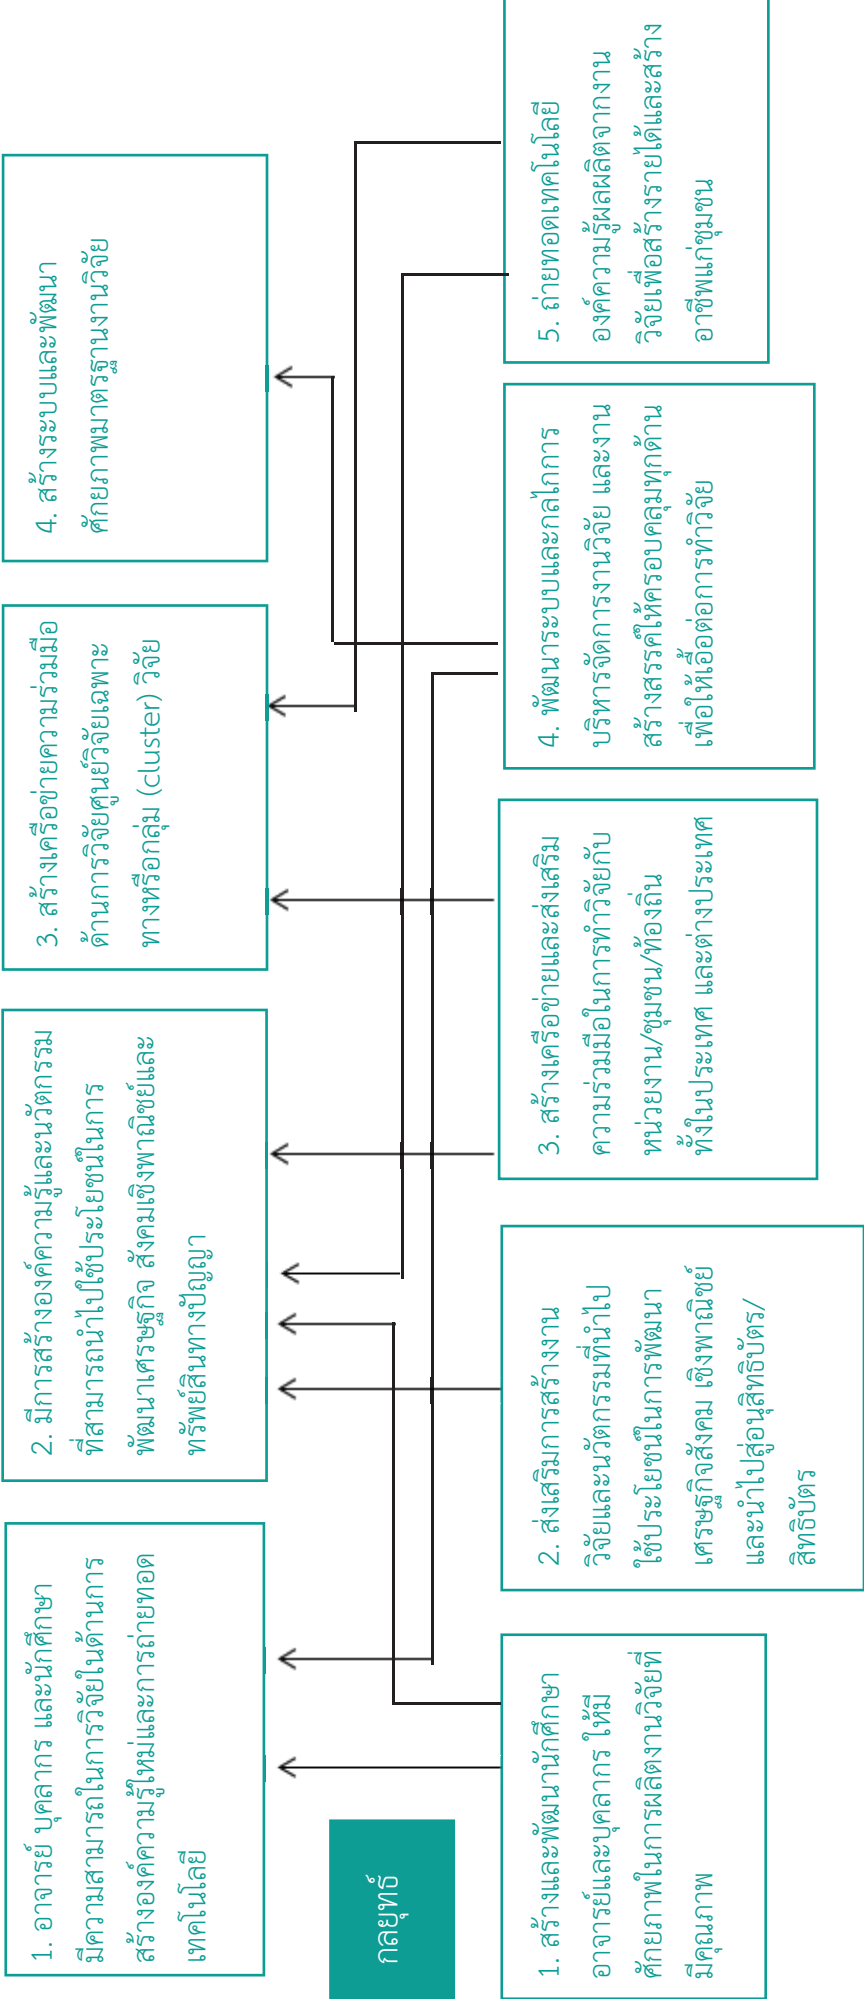 1. อาจารย์ บุคลากร และนักศึกษา
มีความสามารถในการวิจัยในด้านการ
สร้างองค์ความรู้ใหม่และการถ่ายทอด
เทคโนโลยี
2. มีการสร้างองค์ความรู้และนวัตกรรม
ที่สามารถนำไปใช้ประโยชน์ในการ
พัฒนาเศรษฐกิจ สังคมเชิงพาณิชย์และ
ทรัพย์สินทางปัญญา
3. สร้างเครือข่ายความร่วมมือ
ด้านการวิจัยศูนย์วิจัยเฉพาะ
ทางหรือกลุ่ม (cluster) วิจัย
4. สร้างระบบและพัฒนา
ศักยภาพมาตรฐานงานวิจัย
กลยุทธ์
1. สร้างและพัฒนานักศึกษา
อาจารย์และบุคลากร ให้มี
ศักยภาพในการผลิตงานวิจัยที่
มีคุณภาพ
2. ส่งเสริมการสร้างงาน
วิจัยและนวัตกรรมที่นำไป
ใช้ประโยชน์ในการพัฒนา
เศรษฐกิจสังคม เชิงพาณิชย์
และนำไปสู่อนุสิทธิบัตร/
สิทธิบัตร
3. สร้างเครือข่ายและส่งเสริม
ความร่วมมือในการทำวิจัยกับ
หน่วยงาน/ชุมชน/ท้องถิ่น
ทั้งในประเทศ และต่างประเทศ
4. พัฒนาระบบและกลไกการ
บริหารจัดการงานวิจัย และงาน
สร้างสรรค์ให้ครอบคลุมทุกด้าน
เพื่อให้เอื้อต่อการทำวิจัย
5. ถ่ายทอดเทคโนโลยี
องค์ความรู้ผลผลิตจากงาน
วิจัยเพื่อสร้างรายได้และสร้าง
อาชีพแก่ชุมชน